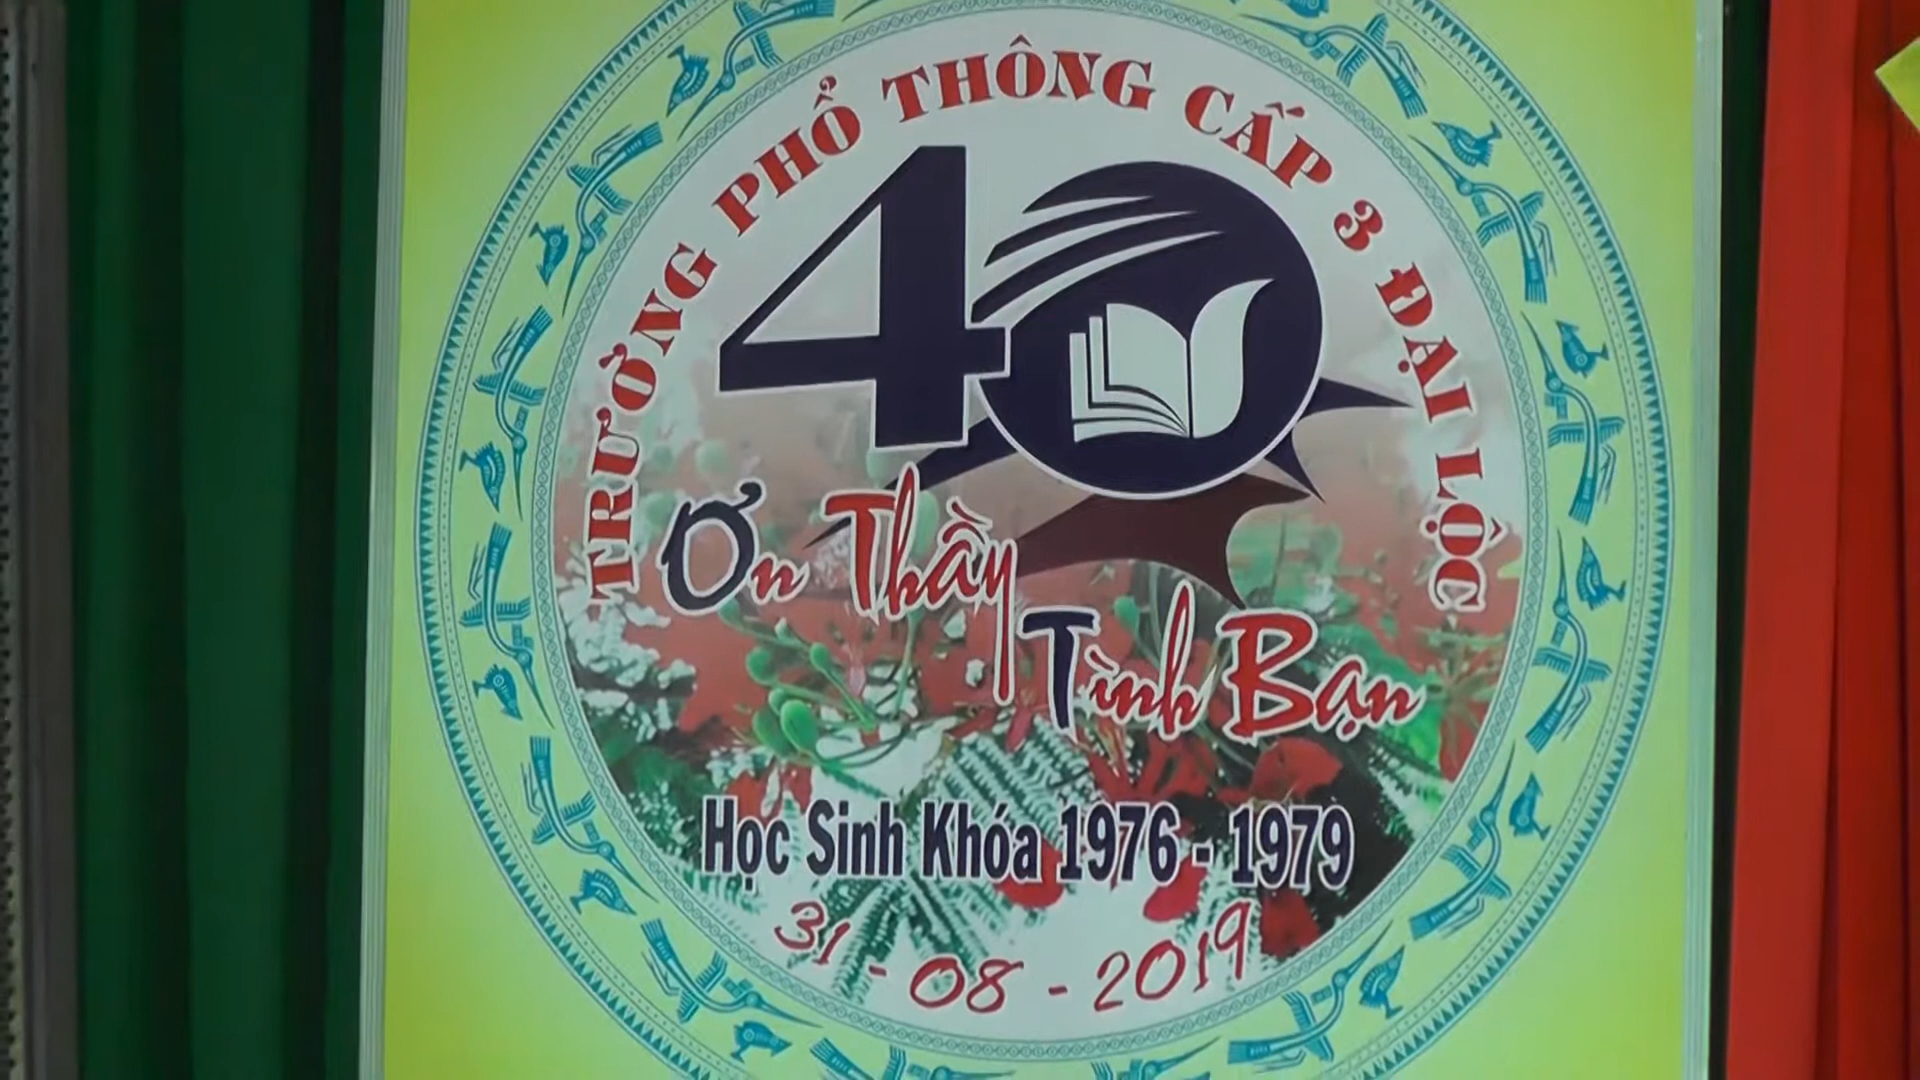 TRƯỜNG PHỔ THÔNG CẤP 3 ĐẠI LỘC
40
Ơn Thầy
Tình Bạn
Học Sinh Khóa 1976 - 1979
31 - 08 - 2019